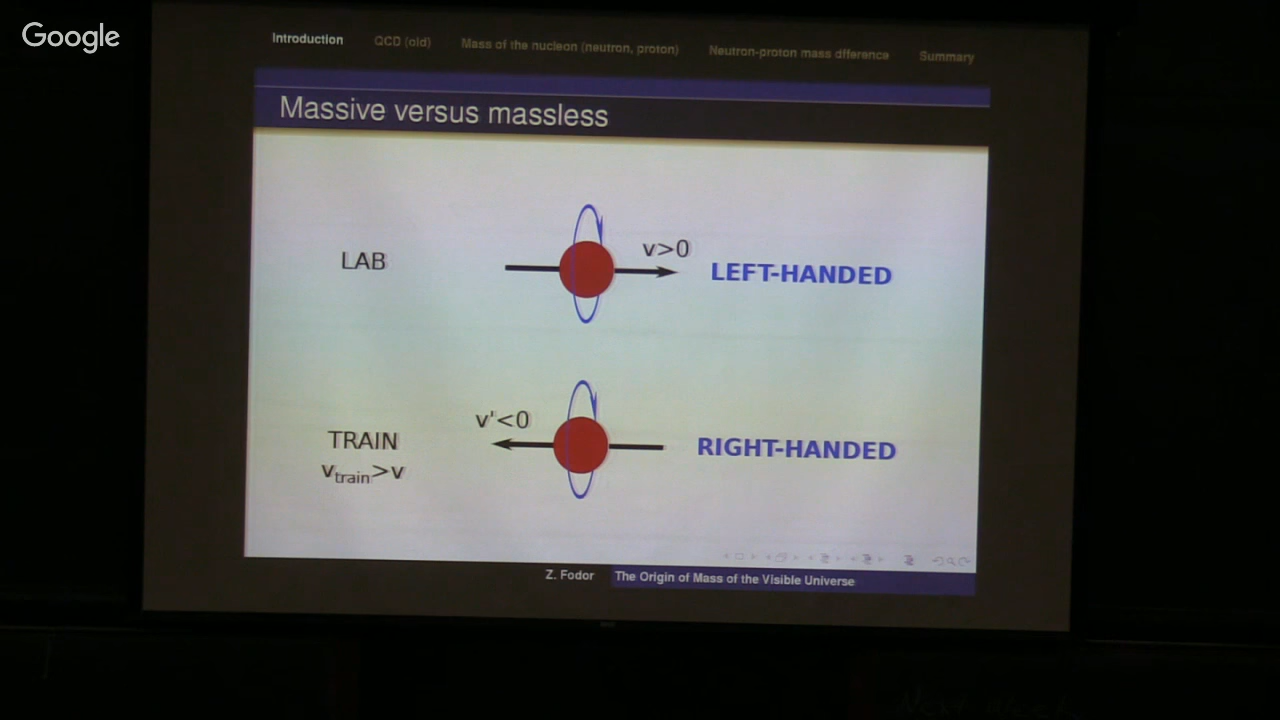 Google
Introduction QCD (old) Mass of the nucleon (neutron, proton) Neutron-proton mass difference Summary
Massive versus massless
LAB
v>0
LEFT-HANDED
v'<0
TRAIN
RIGHT-HANDED
vtrain>v
Z. Fodor The Origin of Mass of the Visible Universe